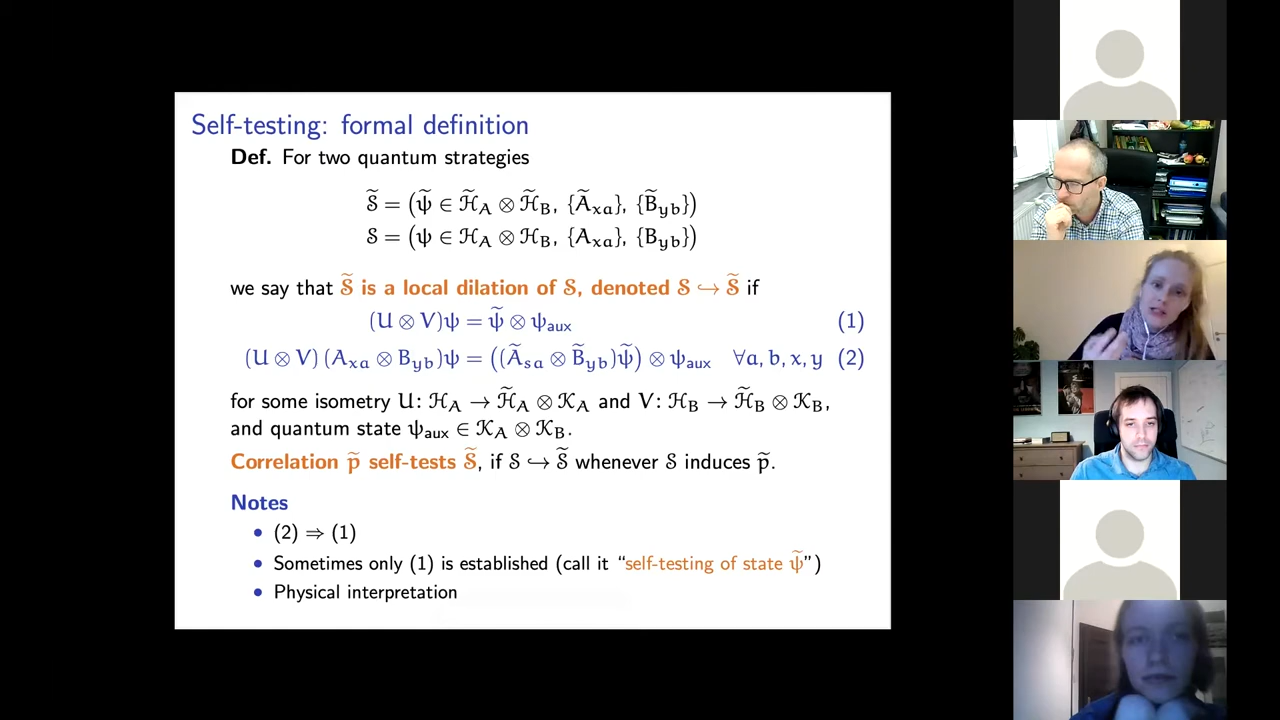 Self-testing: formal definition
Def. For two quantum strategies
S̃ = (ψ̃ ∈ H̃_A ⊗ H̃_B, {Ã_xa}, {B̃_yb})
S = (ψ ∈ H_A ⊗ H_B, {A_xa}, {B_yb})
we say that S̃ is a local dilation of S, denoted S ↪ S̃ if
(U ⊗ V)ψ = ψ̃ ⊗ ψ_aux (1)
(U ⊗ V) (A_xa ⊗ B_yb)ψ = ((Ã_sa ⊗ B̃_yb)ψ̃) ⊗ ψ_aux ∀a, b, x, y (2)
for some isometry U: H_A → H̃_A ⊗ K_A and V: H_B → H̃_B ⊗ K_B,
and quantum state ψ_aux ∈ K_A ⊗ K_B.
Correlation p̃ self-tests S̃, if S ↪ S̃ whenever S induces p̃.
Notes
• (2) ⇒ (1)
• Sometimes only (1) is established (call it “self-testing of state ψ̃”)
• Physical interpretation